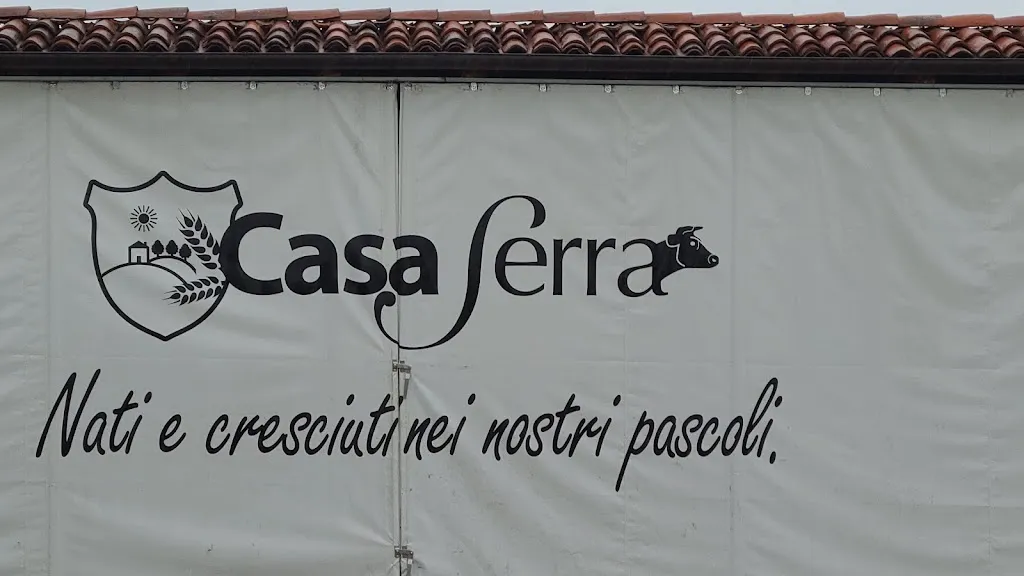 Casa Serra
Nati e cresciuti nei nostri pascoli.